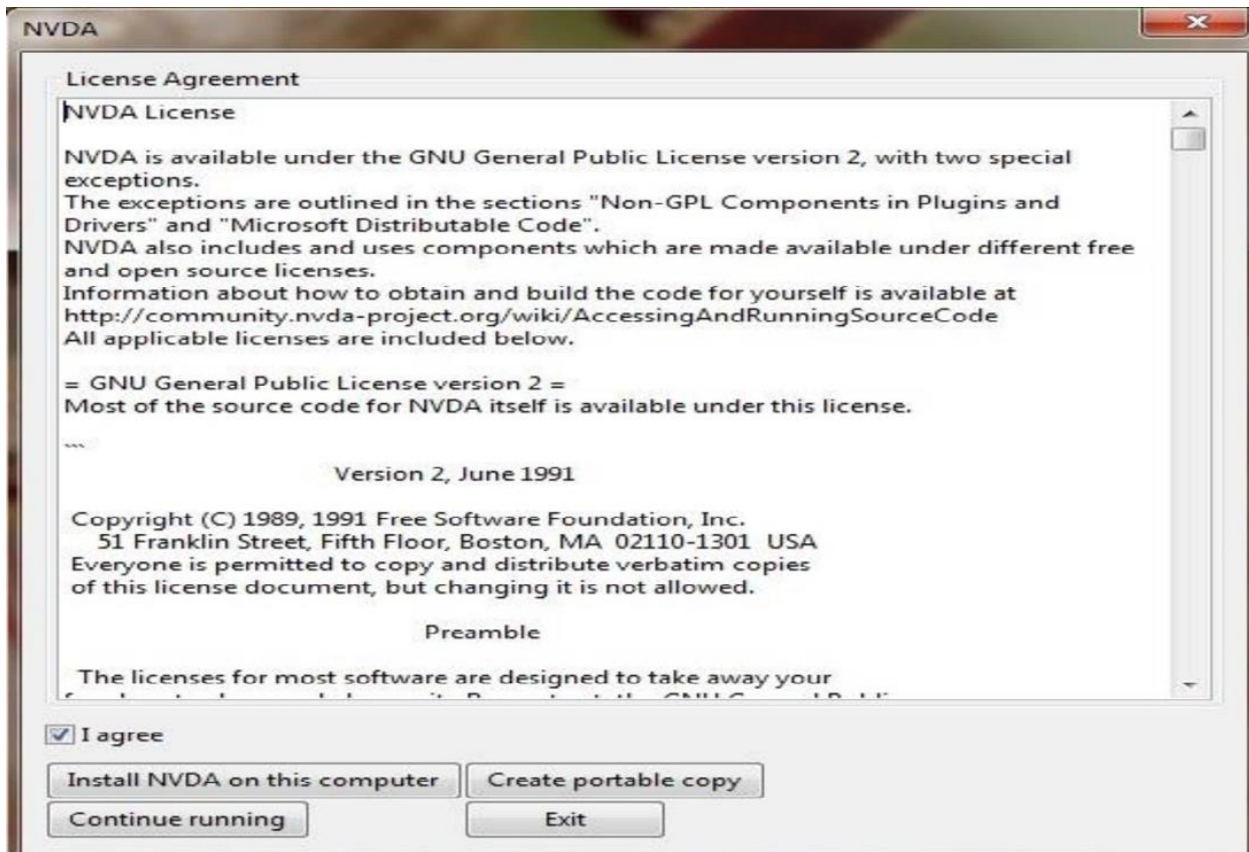 NVDA
License Agreement
NVDA License
NVDA is available under the GNU General Public License version 2, with two special
exceptions.
The exceptions are outlined in the sections "Non-GPL Components in Plugins and
Drivers" and "Microsoft Distributable Code".
NVDA also includes and uses components which are made available under different free
and open source licenses.
Information about how to obtain and build the code for yourself is available at
http://community.nvda-project.org/wiki/AccessingAndRunningSourceCode
All applicable licenses are included below.
= GNU General Public License version 2 =
Most of the source code for NVDA itself is available under this license.
```
Version 2, June 1991
Copyright (C) 1989, 1991 Free Software Foundation, Inc.
51 Franklin Street, Fifth Floor, Boston, MA 02110-1301 USA
Everyone is permitted to copy and distribute verbatim copies
of this license document, but changing it is not allowed.
Preamble
The licenses for most software are designed to take away your
I agree
Install NVDA on this computer
Create portable copy
Continue running
Exit